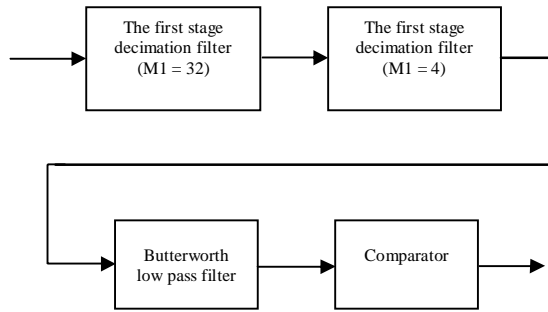 The first stage
decimation filter
(M1 = 32)
The first stage
decimation filter
(M1 = 4)
Butterworth
low pass filter
Comparator